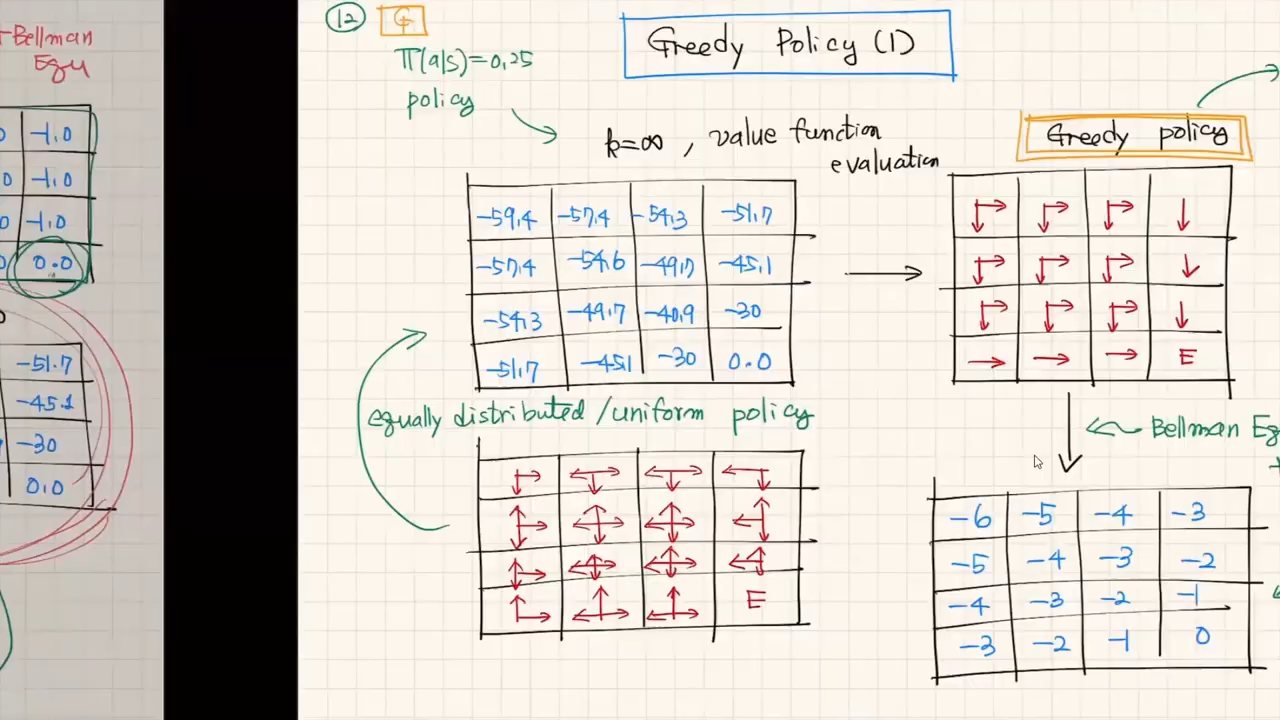 +Bellman
Equ
0 -1.0
0 -1.0
0 -1.0
0.0
-51.7
-45.1
-30
0.0
12 G
π(a|s)=0.25
policy
Greedy Policy (1)
k=∞, value function
evaluation
-59.4 -57.4 -54.3 -51.7
-57.4 -54.6 -49.7 -45.1
-54.3 -49.7 -40.9 -30
-51.7 -45.1 -30 0.0
equally distributed/uniform policy
E
Greedy policy
E
Bellman Eq
-6 -5 -4 -3
-5 -4 -3 -2
-4 -3 -2 -1
-3 -2 -1 0